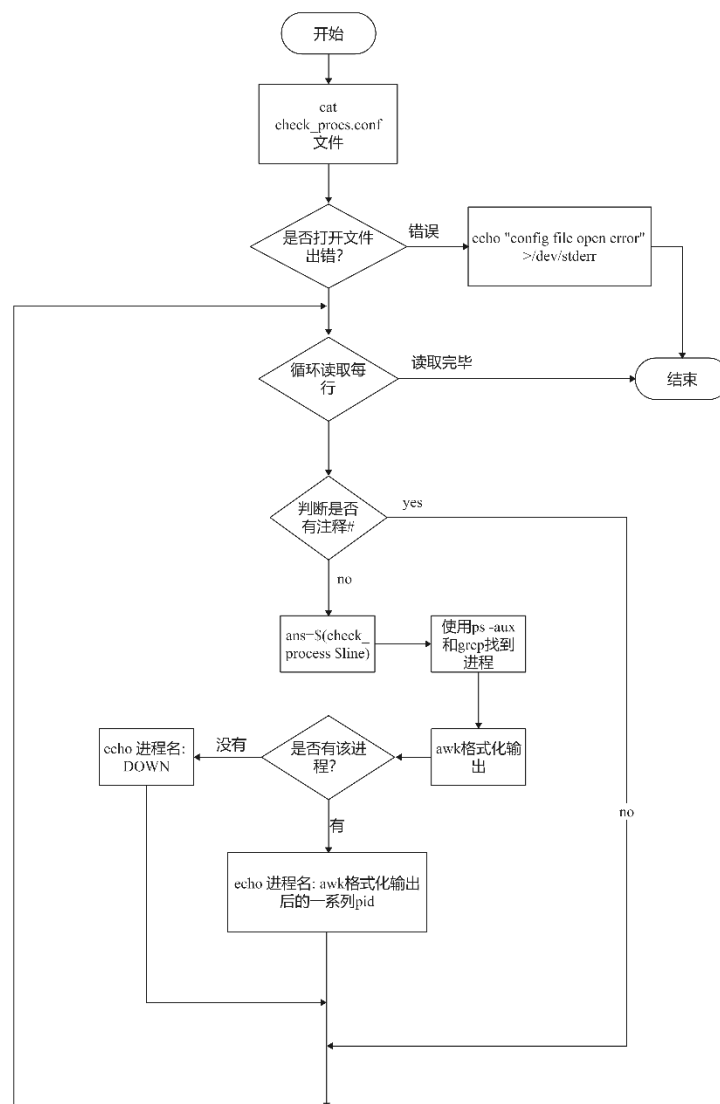 开始
cat
check_procs.conf
文件
是否打开文件
出错?
错误
echo "config file open error"
>/dev/stderr
循环读取每
行
读取完毕
结束
判断是否
有注释#
yes
no
ans=$(check_
process $line)
使用ps -aux
和grep找到
进程
awk格式化输
出
是否有该进
程?
没有
echo 进程名:
DOWN
有
no
echo 进程名: awk格式化输出
后的一系列pid